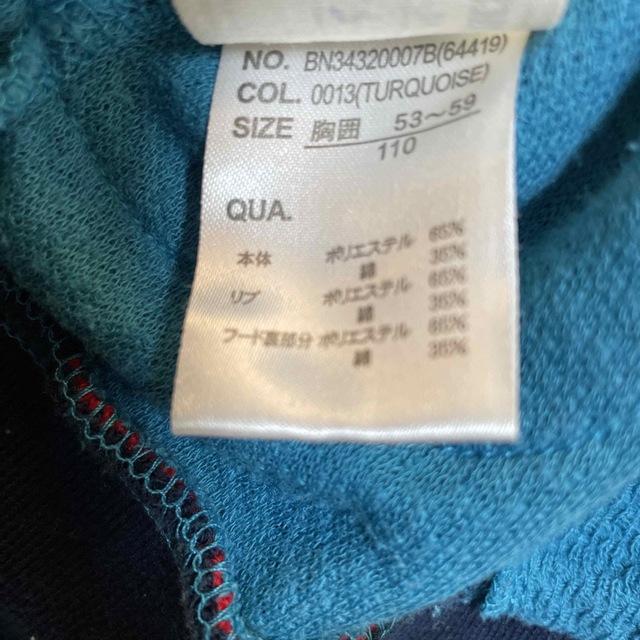 NO. BN34320007B(64419)
COL. 0013(TURQUOISE)
SIZE 胸囲 53～59
110
QUA.
本体 ポリエステル 65%
綿 35%
リブ ポリエステル 65%
綿 35%
フード裏部分 ポリエステル 65%
綿 35%